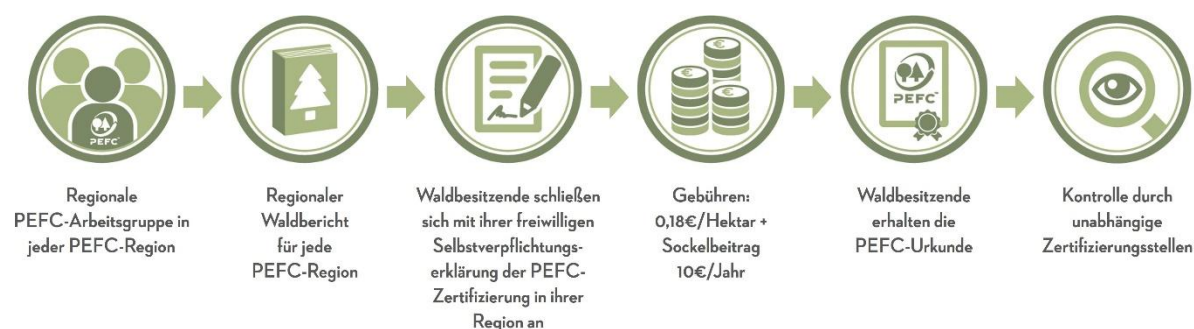 PEFC
€
€
€
PEFC
Regionale
PEFC-Arbeitsgruppe in
jeder PEFC-Region
Regionaler
Waldbericht
für jede
PEFC-Region
Waldbesitzende schließen
sich mit ihrer freiwilligen
Selbstverpflichtungs-
erklärung der PEFC-
Zertifizierung in ihrer
Region an
Gebühren:
0,18€/Hektar +
Sockelbeitrag
10€/Jahr
Waldbesitzende
erhalten die
PEFC-Urkunde
Kontrolle durch
unabhängige
Zertifizierungsstellen